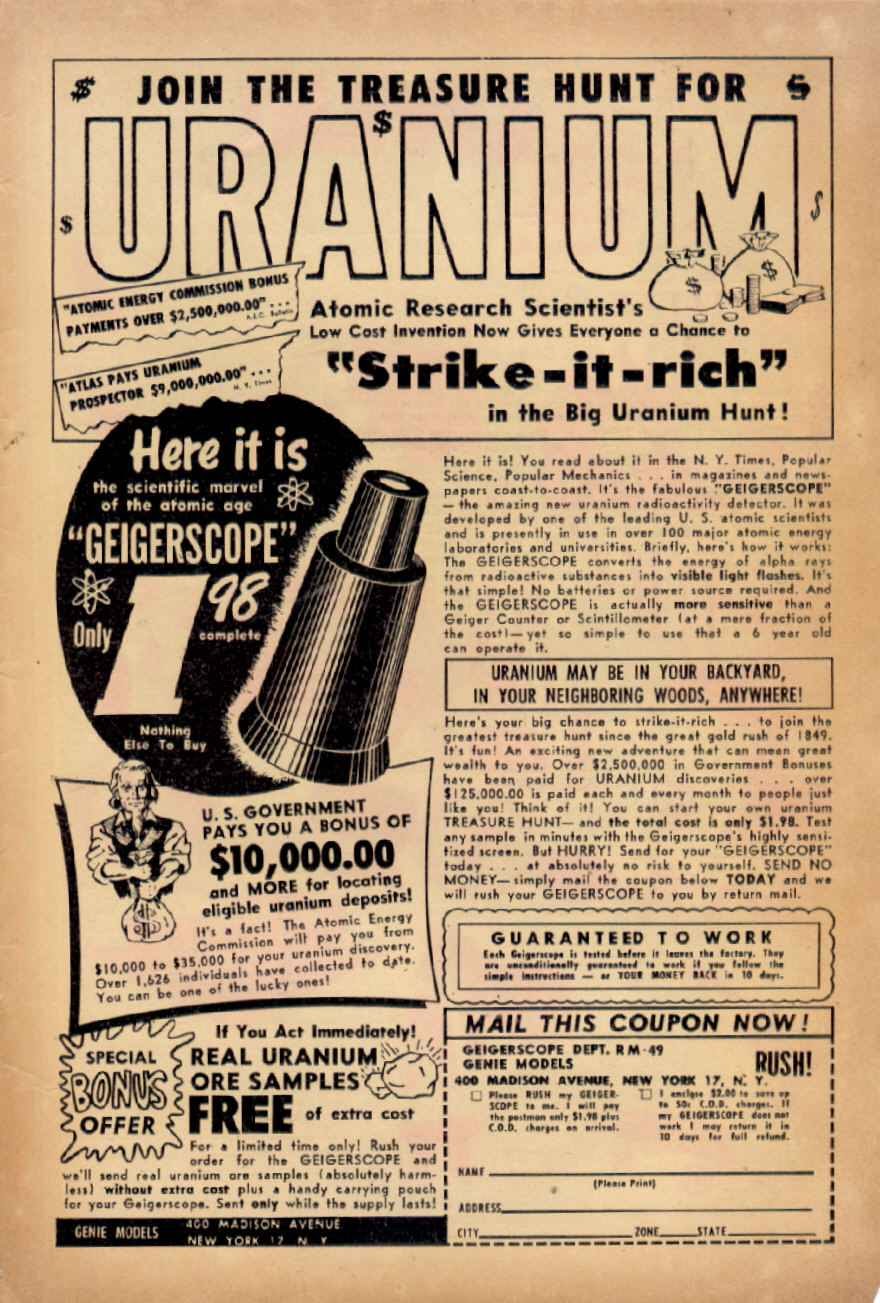 $ JOIN THE TREASURE HUNT FOR $
URANIUM
$
$
$
"ATOMIC ENERGY COMMISSION BONUS
PAYMENTS OVER $2,500,000.00" . . .
A.E.C. Bulletin
"ATLAS PAYS URANIUM
PROSPECTOR $9,000,000.00" . . .
N. Y. Times
$
$
Atomic Research Scientist's
Low Cost Invention Now Gives Everyone a Chance to
"Strike-it-rich"
in the Big Uranium Hunt!
Here it is
the scientific marvel
of the atomic age
"GEIGERSCOPE"
Only 1 98
complete
Nothing
Else To Buy
U. S. GOVERNMENT
PAYS YOU A BONUS OF
$10,000.00
and MORE for locating
eligible uranium deposits!
It's a fact! The Atomic Energy
Commission will pay you from
$10,000 to $35,000 for your uranium discovery.
Over 1,626 individuals have collected to date.
You can be one of the lucky ones!
$
SPECIAL
BONUS
OFFER
If You Act Immediately!
REAL URANIUM
ORE SAMPLES
FREE of extra cost
For a limited time only! Rush your
order for the GEIGERSCOPE and
we'll send real uranium ore samples (absolutely harm-
less) without extra cost plus a handy carrying pouch
for your Geigerscope. Sent only while the supply lasts!
GENIE MODELS
400 MADISON AVENUE
NEW YORK 17 N Y
Here it is! You read about it in the N. Y. Times, Popular
Science, Popular Mechanics . . . in magazines and news-
papers coast-to-coast. It's the fabulous "GEIGERSCOPE"
— the amazing new uranium radioactivity detector. It was
developed by one of the leading U. S. atomic scientists
and is presently in use in over 100 major atomic energy
laboratories and universities. Briefly, here's how it works:
The GEIGERSCOPE converts the energy of alpha rays
from radioactive substances into visible light flashes. It's
that simple! No batteries or power source required. And
the GEIGERSCOPE is actually more sensitive than a
Geiger Counter or Scintillometer (at a mere fraction of
the cost)—yet so simple to use that a 6 year old
can operate it.
URANIUM MAY BE IN YOUR BACKYARD,
IN YOUR NEIGHBORING WOODS, ANYWHERE!
Here's your big chance to strike-it-rich . . . to join the
greatest treasure hunt since the great gold rush of 1849.
It's fun! An exciting new adventure that can mean great
wealth to you. Over $2,500,000 in Government Bonuses
have been paid for URANIUM discoveries . . . over
$125,000.00 is paid each and every month to people just
like you! Think of it! You can start your own uranium
TREASURE HUNT— and the total cost is only $1.98. Test
any sample in minutes with the Geigerscope's highly sensi-
tized screen. But HURRY! Send for your "GEIGERSCOPE"
today . . . at absolutely no risk to yourself. SEND NO
MONEY— simply mail the coupon below TODAY and we
will rush your GEIGERSCOPE to you by return mail.
GUARANTEED TO WORK
Each Geigerscope is tested before it leaves the factory. They
are unconditionally guaranteed to work if you follow the
simple instructions — or YOUR MONEY BACK in 10 days.
MAIL THIS COUPON NOW!
GEIGERSCOPE DEPT. RM-49
GENIE MODELS
RUSH!
400 MADISON AVENUE, NEW YORK 17, N. Y.
Please RUSH my GEIGER-
SCOPE to me. I will pay
the postman only $1.98 plus
C.O.D. charges on arrival.
I enclose $2.00 to save up
to 50c C.O.D. charges. If
my GEIGERSCOPE does not
work I may return it in
10 days for full refund.
NAME
(Please Print)
ADDRESS
CITY ZONE STATE